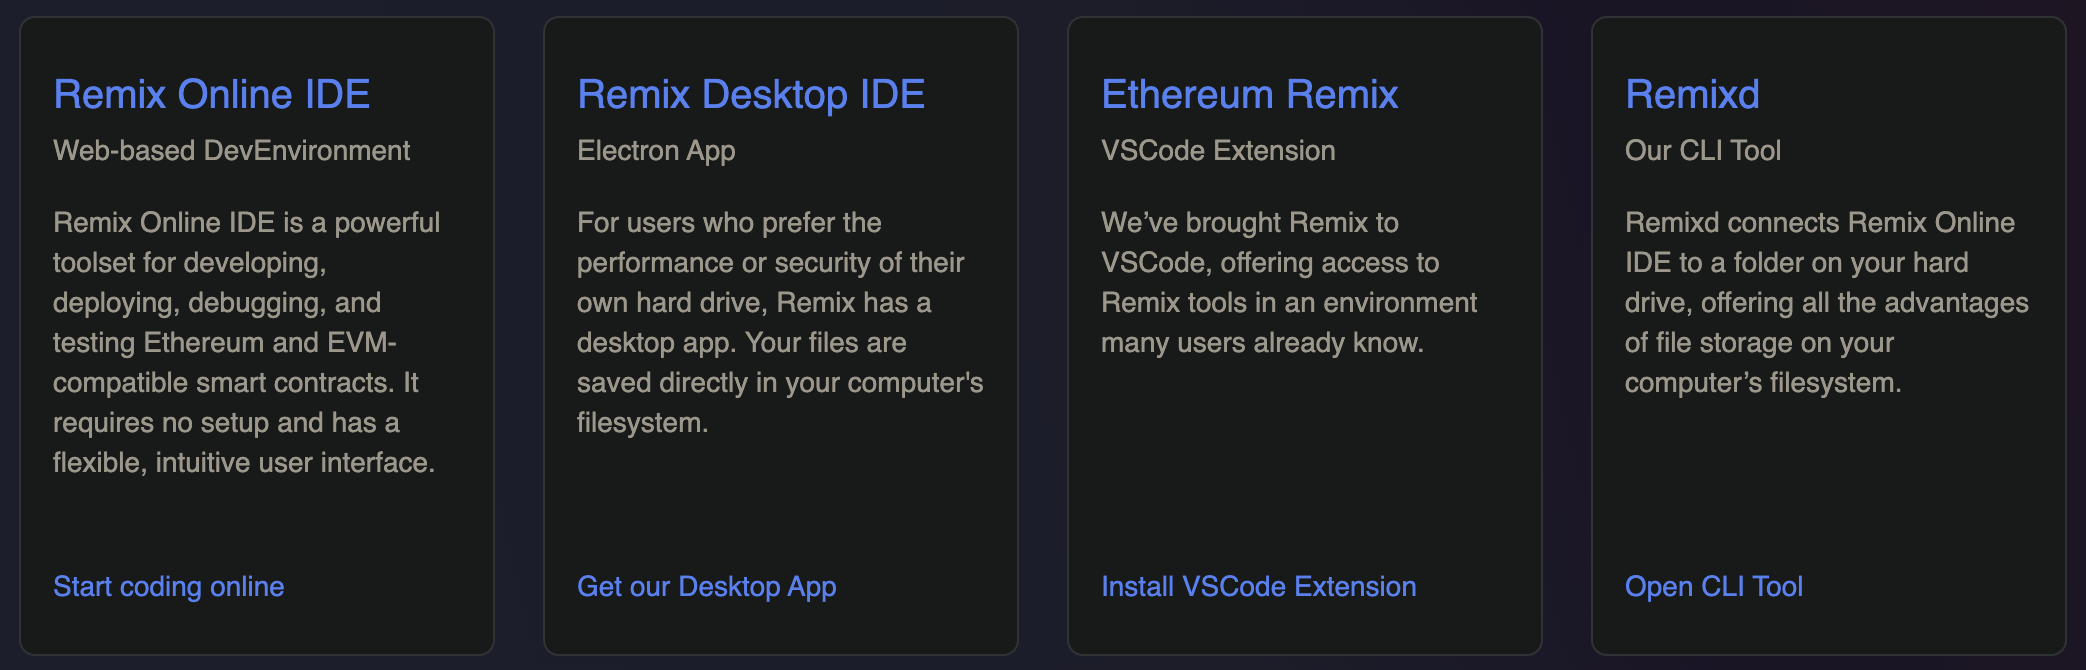 Remix Online IDE
Web-based DevEnvironment
Remix Online IDE is a powerful
toolset for developing,
deploying, debugging, and
testing Ethereum and EVM-
compatible smart contracts. It
requires no setup and has a
flexible, intuitive user interface.
Start coding online
Remix Desktop IDE
Electron App
For users who prefer the
performance or security of their
own hard drive, Remix has a
desktop app. Your files are
saved directly in your computer's
filesystem.
Get our Desktop App
Ethereum Remix
VSCode Extension
We’ve brought Remix to
VSCode, offering access to
Remix tools in an environment
many users already know.
Install VSCode Extension
Remixd
Our CLI Tool
Remixd connects Remix Online
IDE to a folder on your hard
drive, offering all the advantages
of file storage on your
computer’s filesystem.
Open CLI Tool